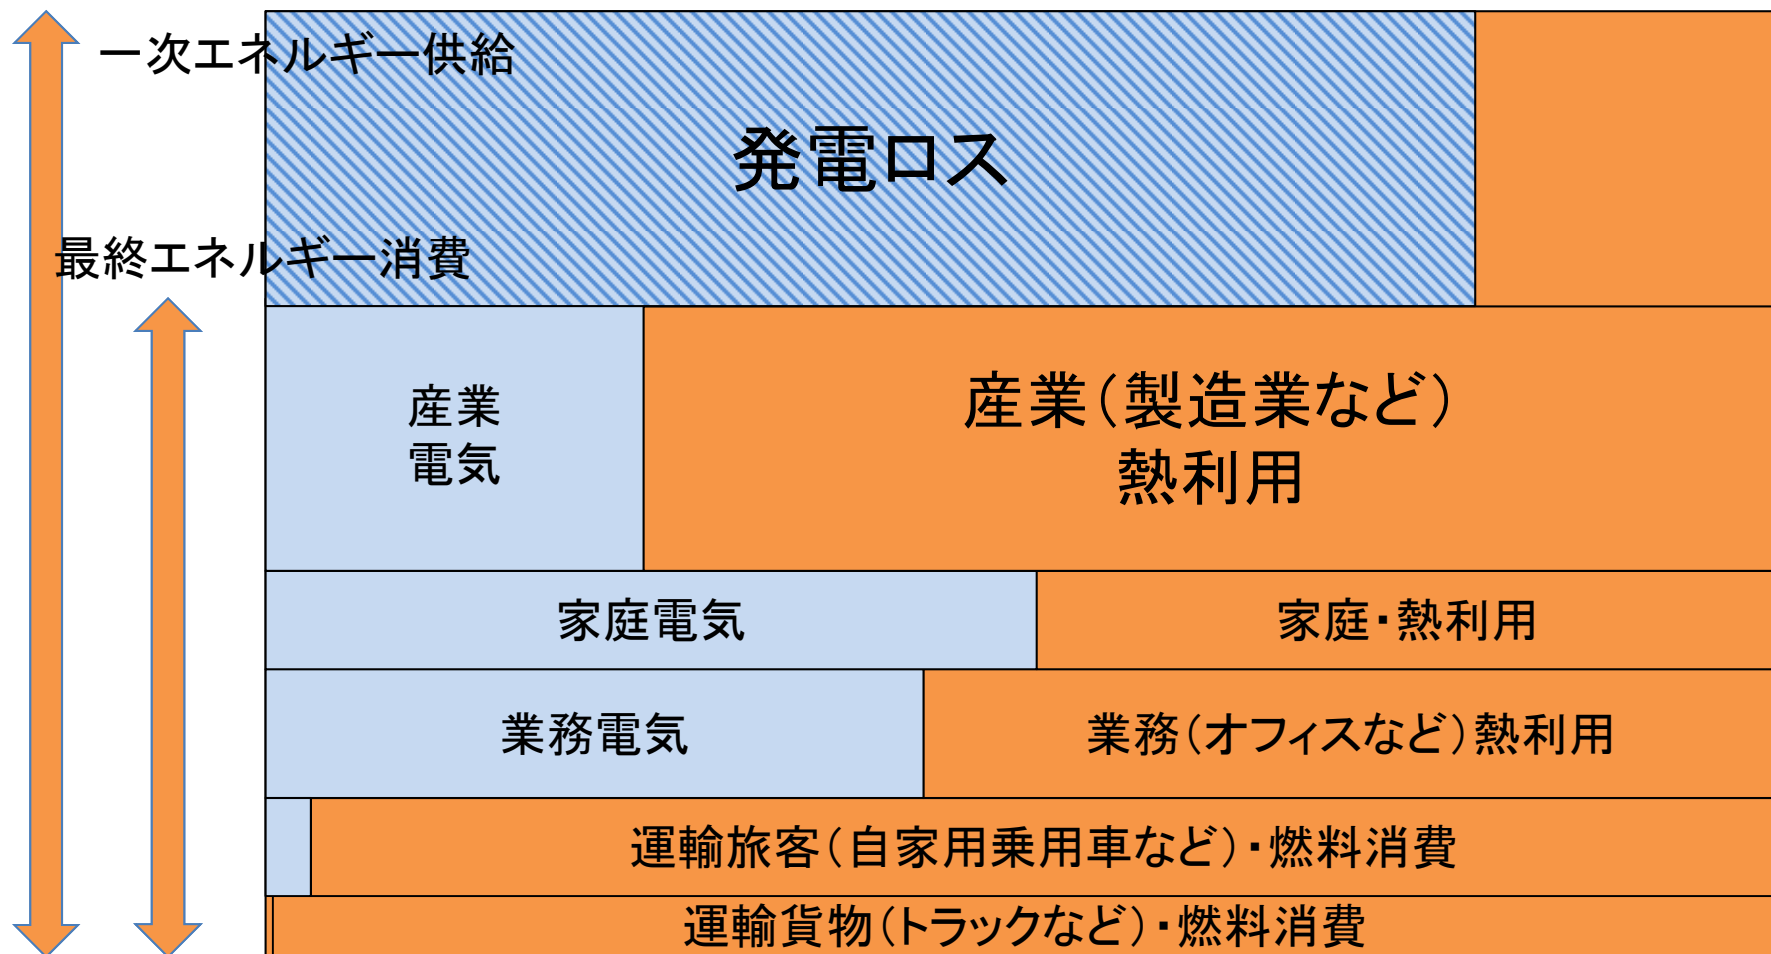 一次エネルギー供給
発電ロス
最終エネルギー消費
産業
電気
産業(製造業など)
熱利用
家庭電気
家庭・熱利用
業務電気
業務(オフィスなど)熱利用
運輸旅客(自家用乗用車など)・燃料消費
運輸貨物(トラックなど)・燃料消費